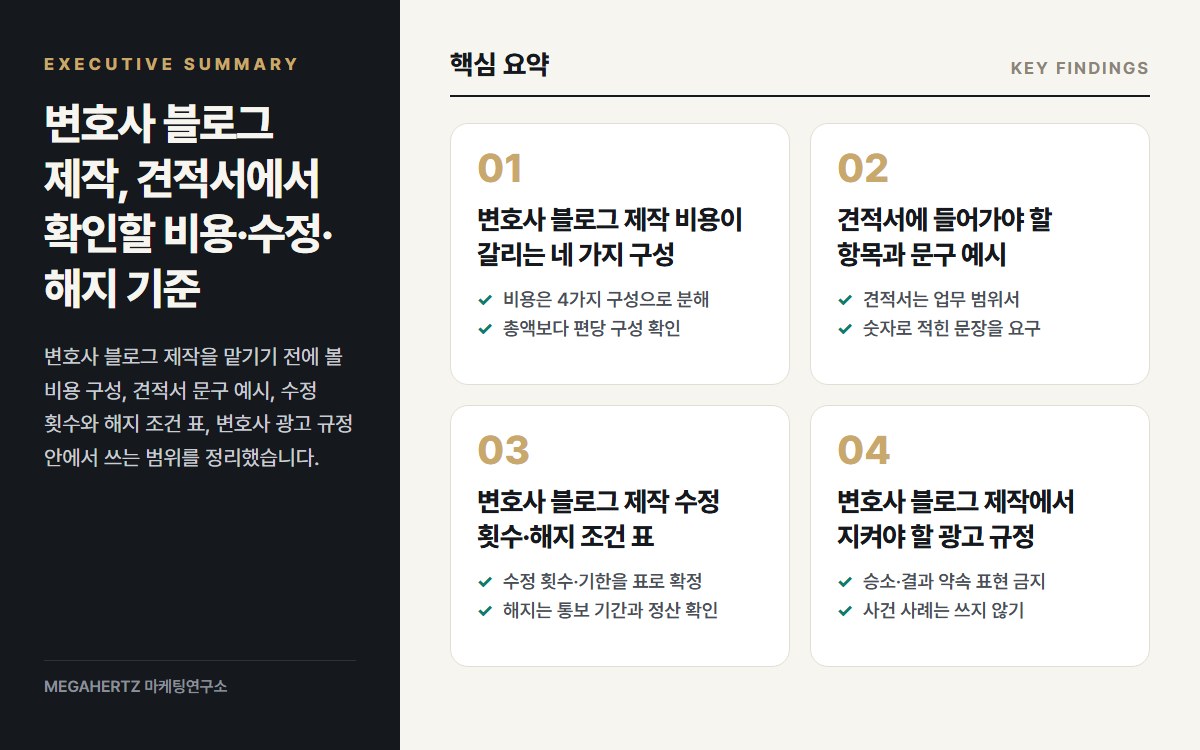 EXECUTIVE SUMMARY
변호사 블로그
제작, 견적서에서
확인할 비용·수정·
해지 기준
변호사 블로그 제작을 맡기기 전에 볼
비용 구성, 견적서 문구 예시, 수정
횟수와 해지 조건 표, 변호사 광고 규정
안에서 쓰는 범위를 정리했습니다.
MEGAHERTZ 마케팅연구소
핵심 요약
KEY FINDINGS
01
변호사 블로그 제작 비용이
갈리는 네 가지 구성
✓ 비용은 4가지 구성으로 분해
✓ 총액보다 편당 구성 확인
02
견적서에 들어가야 할
항목과 문구 예시
✓ 견적서는 업무 범위서
✓ 숫자로 적힌 문장을 요구
03
변호사 블로그 제작 수정
횟수·해지 조건 표
✓ 수정 횟수·기한을 표로 확정
✓ 해지는 통보 기간과 정산 확인
04
변호사 블로그 제작에서
지켜야 할 광고 규정
✓ 승소·결과 약속 표현 금지
✓ 사건 사례는 쓰지 않기